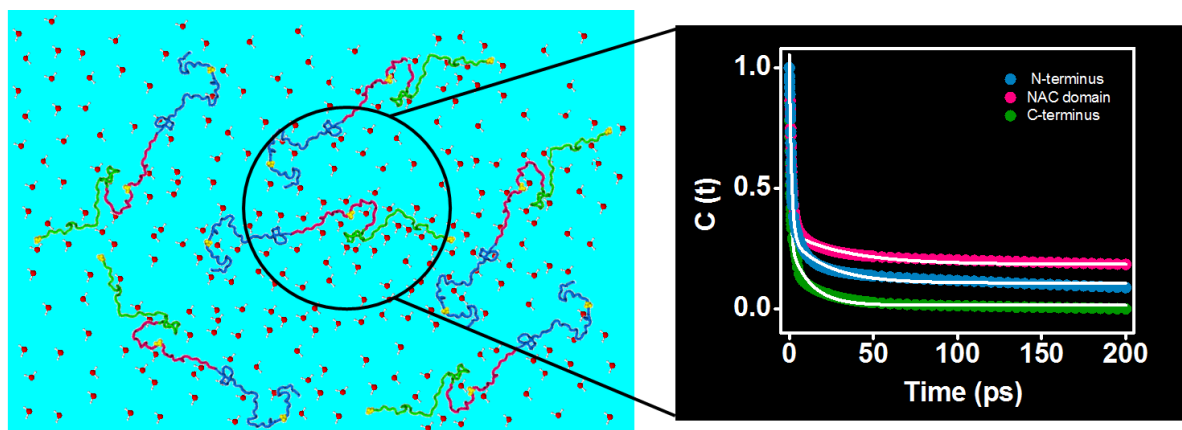 1.0
0.5
0.0
C (t)
N-terminus
NAC domain
C-terminus
0
50
100
150
200
Time (ps)